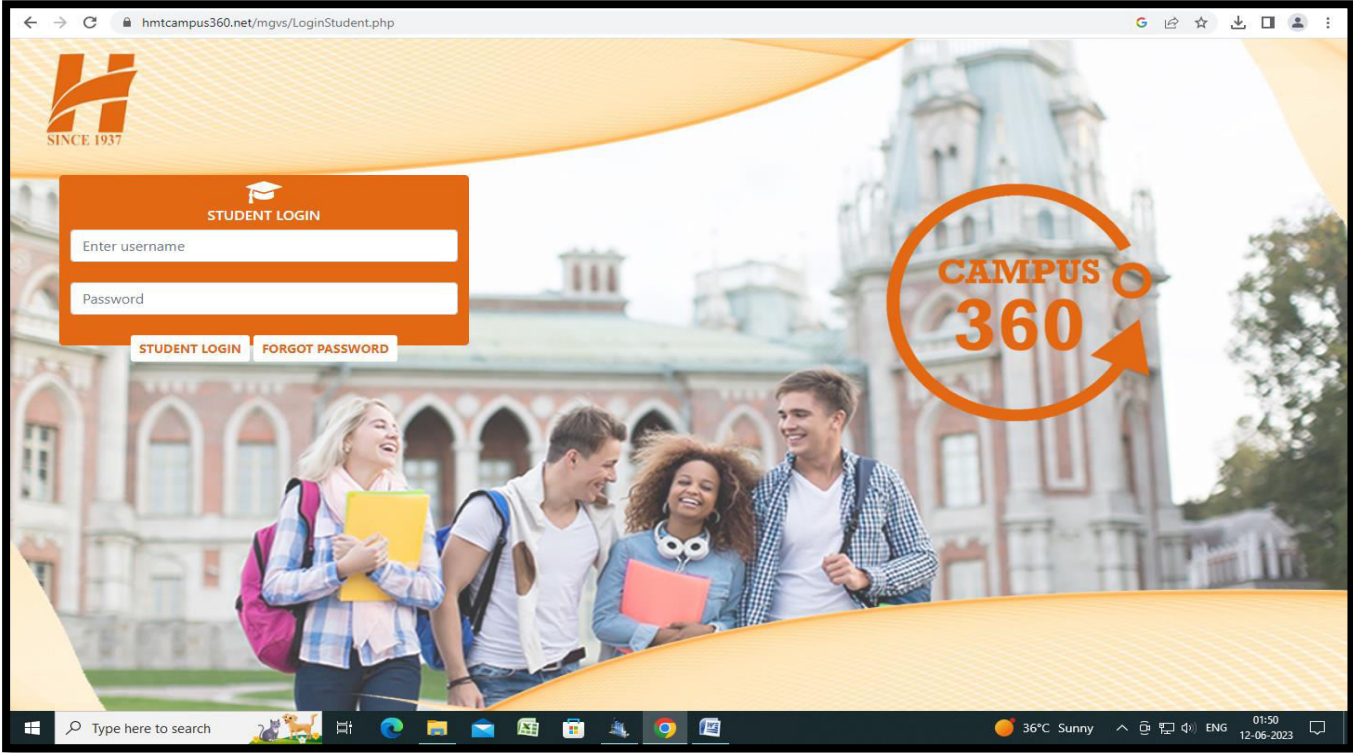 hmtcampus360.net/mgvs/LoginStudent.php
SINCE 1937
STUDENT LOGIN
Enter username
Password
STUDENT LOGIN FORGOT PASSWORD
CAMPUS
360
Type here to search
36°C Sunny
ENG
01:50
12-06-2023